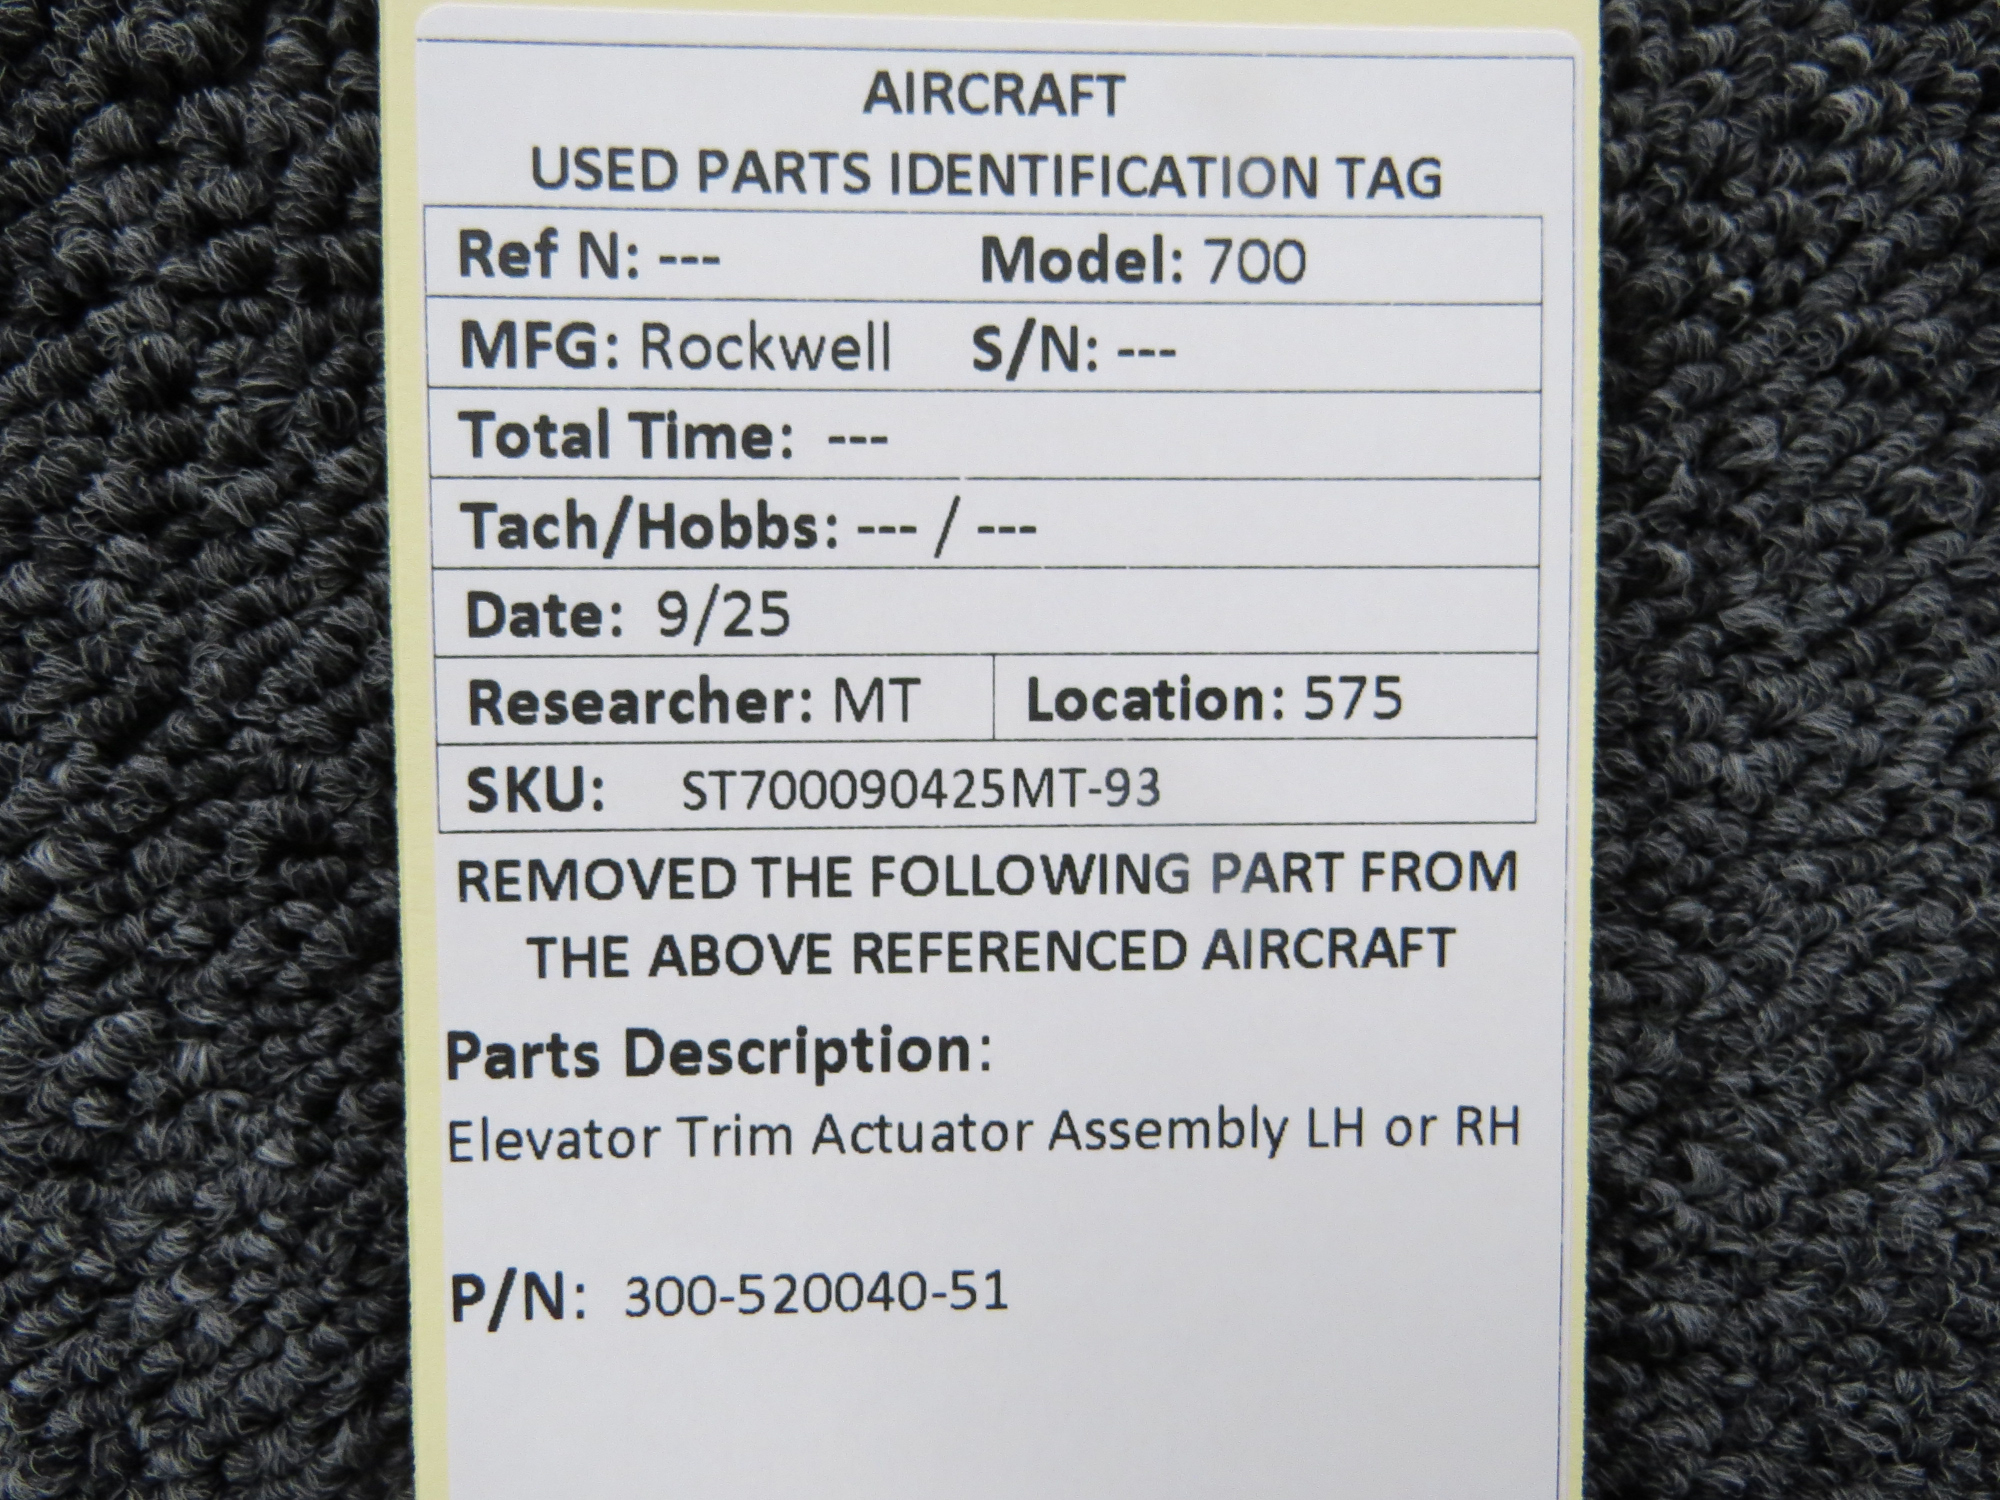 AIRCRAFT
USED PARTS IDENTIFICATION TAG
Ref N: --- Model: 700
MFG: Rockwell S/N: ---
Total Time: ---
Tach/Hobbs: --- / ---
Date: 9/25
Researcher: MT Location: 575
SKU: ST700090425MT-93
REMOVED THE FOLLOWING PART FROM
THE ABOVE REFERENCED AIRCRAFT
Parts Description:
Elevator Trim Actuator Assembly LH or RH
P/N: 300-520040-51